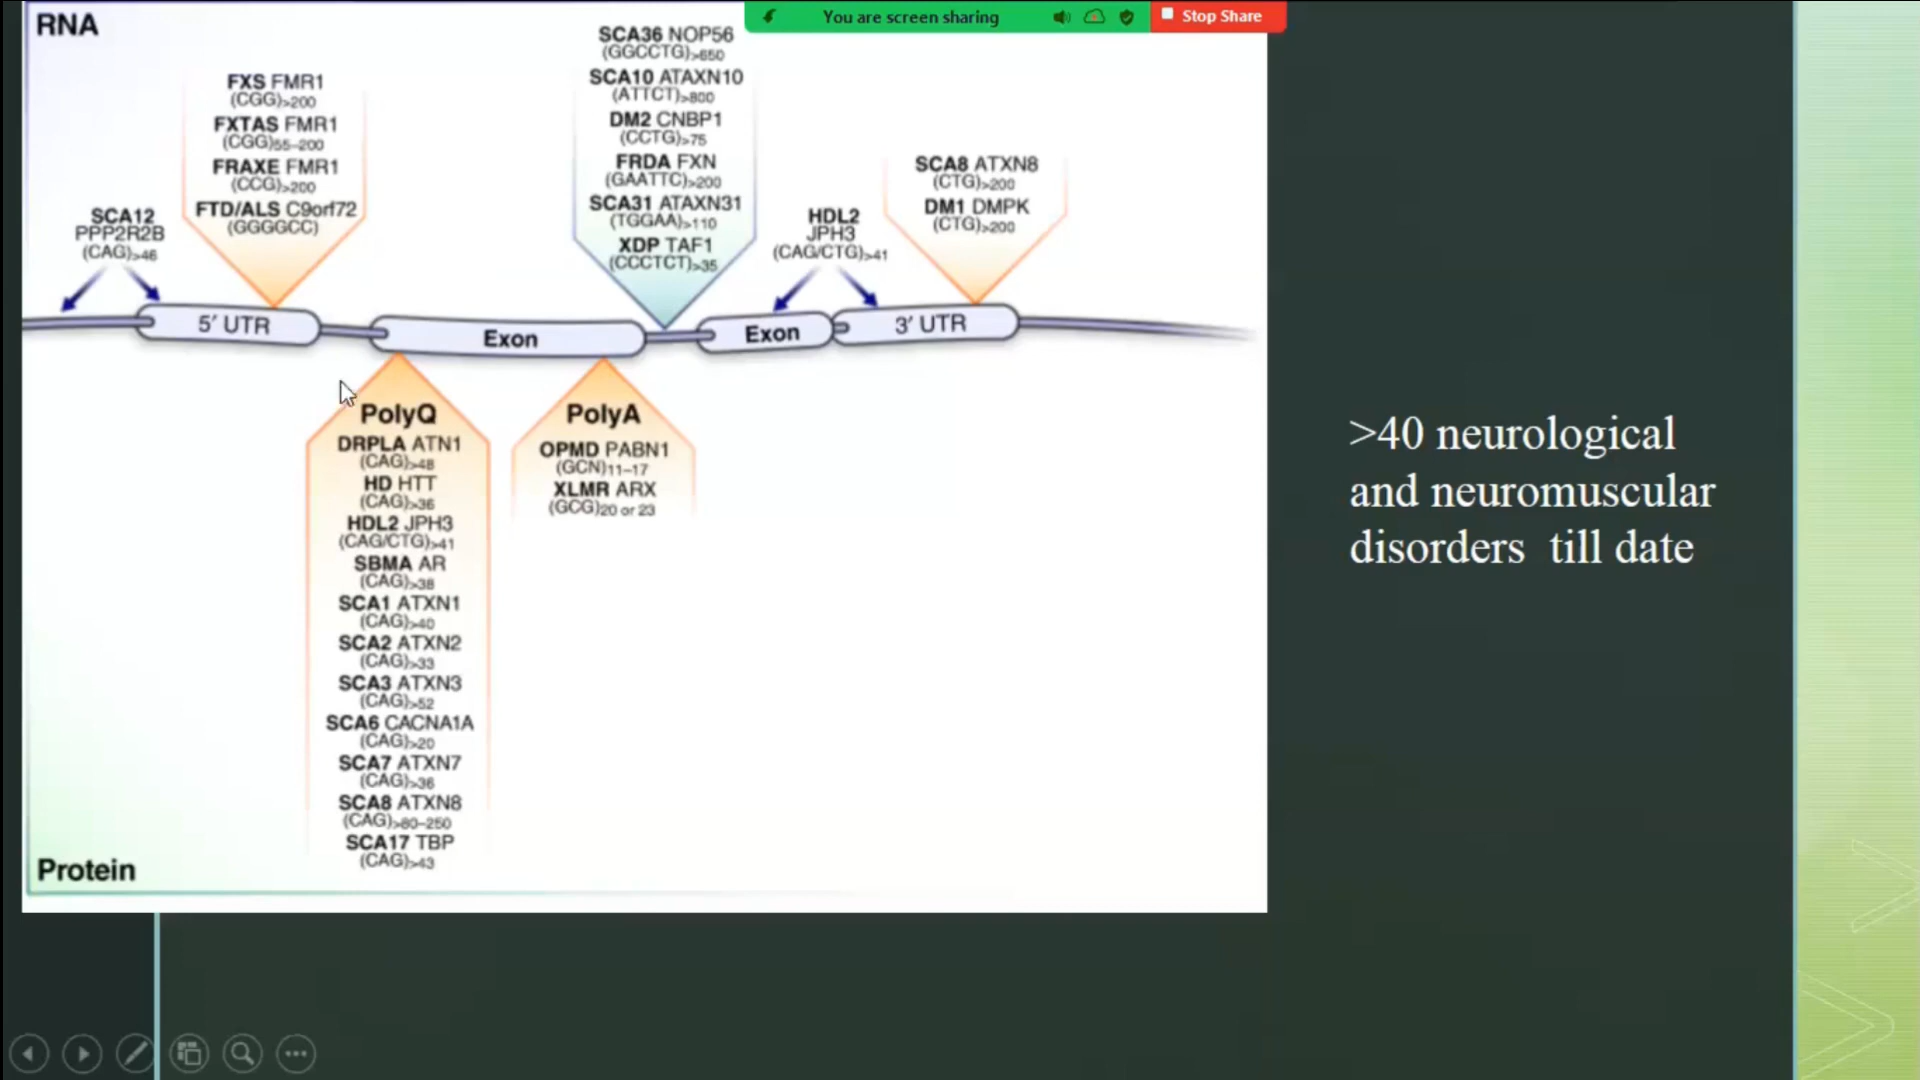 You are screen sharing
Stop Share
RNA
FXS FMR1
(CGG)>200
FXTAS FMR1
(CGG)55–200
FRAXE FMR1
(CCG)>200
FTD/ALS C9orf72
(GGGGCC)
SCA12
PPP2R2B
(CAG)>46
SCA36 NOP56
(GGCCTG)>650
SCA10 ATAXN10
(ATTCT)>800
DM2 CNBP1
(CCTG)>75
FRDA FXN
(GAATTC)>200
SCA31 ATAXN31
(TGGAA)>110
XDP TAF1
(CCCTCT)>35
HDL2
JPH3
(CAG/CTG)>41
SCA8 ATXN8
(CTG)>200
DM1 DMPK
(CTG)>200
5' UTR
Exon
Exon
3' UTR
PolyQ
DRPLA ATN1
(CAG)>48
HD HTT
(CAG)>36
HDL2 JPH3
(CAG/CTG)>41
SBMA AR
(CAG)>38
SCA1 ATXN1
(CAG)>40
SCA2 ATXN2
(CAG)>33
SCA3 ATXN3
(CAG)>52
SCA6 CACNA1A
(CAG)>20
SCA7 ATXN7
(CAG)>36
SCA8 ATXN8
(CAG)>80–250
SCA17 TBP
(CAG)>43
PolyA
OPMD PABN1
(GCN)11–17
XLMR ARX
(GCG)20 or 23
Protein
>40 neurological
and neuromuscular
disorders till date